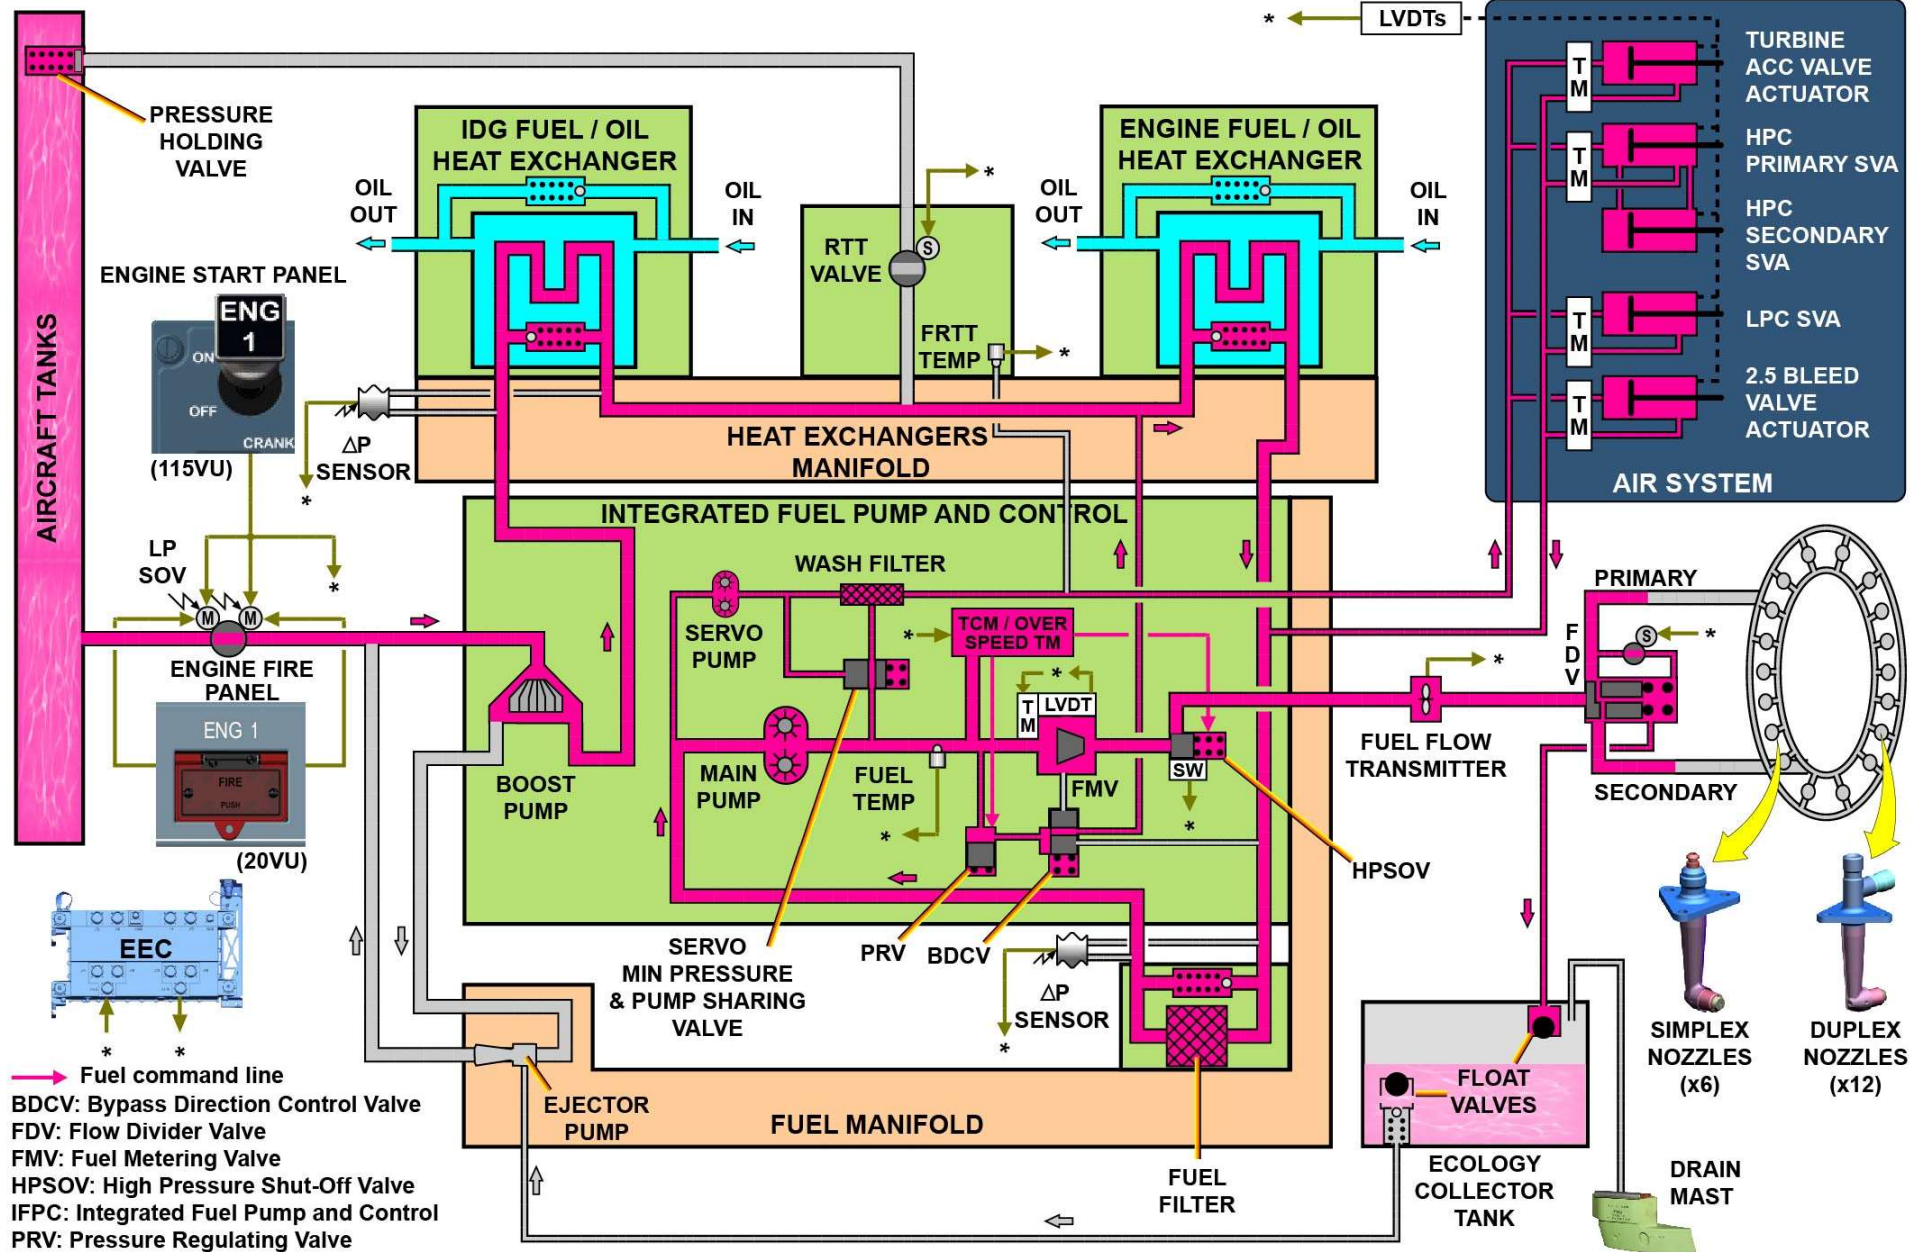 LVDTs
*
TURBINE
ACC VALVE
ACTUATOR
TM
HPC
PRIMARY SVA
TM
HPC
SECONDARY
SVA
LPC SVA
TM
2.5 BLEED
VALVE
ACTUATOR
TM
AIR SYSTEM
PRESSURE
HOLDING
VALVE
AIRCRAFT TANKS
IDG FUEL / OIL
HEAT EXCHANGER
OIL
OUT
OIL
IN
RTT
VALVE
S
*
FRTT
TEMP
*
ENGINE FUEL / OIL
HEAT EXCHANGER
OIL
OUT
OIL
IN
ENGINE START PANEL
ENG
1
ON
OFF
CRANK
(115VU)
ΔP
SENSOR
*
HEAT EXCHANGERS
MANIFOLD
LP
SOV
*
M
M
ENGINE FIRE
PANEL
ENG 1
FIRE
PUSH
(20VU)
INTEGRATED FUEL PUMP AND CONTROL
WASH FILTER
SERVO
PUMP
*
TCM / OVER
SPEED TM
*
TM
LVDT
MAIN
PUMP
FUEL
TEMP
*
FMV
SW
*
BOOST
PUMP
HPSOV
SERVO
MIN PRESSURE
& PUMP SHARING
VALVE
PRV
BDCV
ΔP
SENSOR
*
*
FUEL FLOW
TRANSMITTER
PRIMARY
FDV
S
*
SECONDARY
EEC
*
*
EJECTOR
PUMP
FUEL MANIFOLD
FUEL
FILTER
FLOAT
VALVES
ECOLOGY
COLLECTOR
TANK
DRAIN
MAST
SIMPLEX
NOZZLES
(x6)
DUPLEX
NOZZLES
(x12)
Fuel command line
BDCV: Bypass Direction Control Valve
FDV: Flow Divider Valve
FMV: Fuel Metering Valve
HPSOV: High Pressure Shut-Off Valve
IFPC: Integrated Fuel Pump and Control
PRV: Pressure Regulating Valve